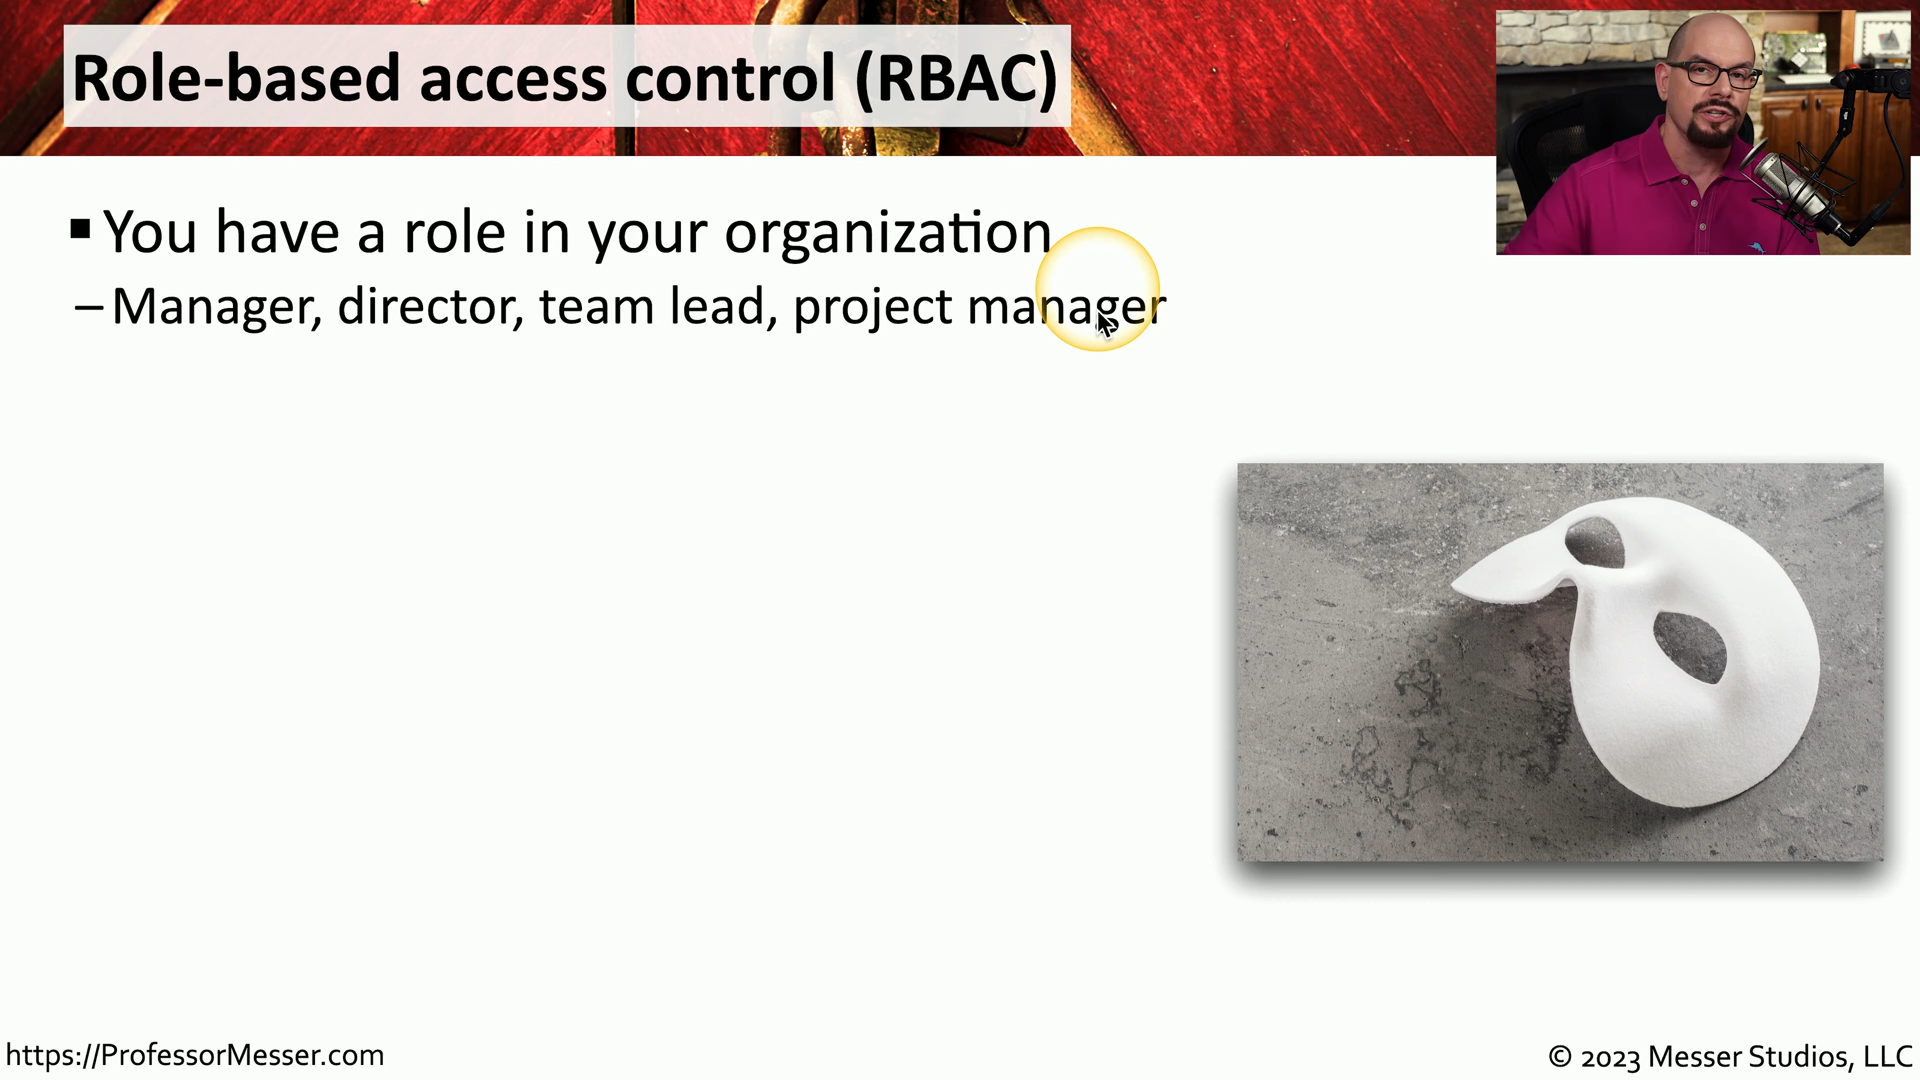 Role-based access control (RBAC)
▪ You have a role in your organization
– Manager, director, team lead, project manager
https://ProfessorMesser.com
© 2023 Messer Studios, LLC